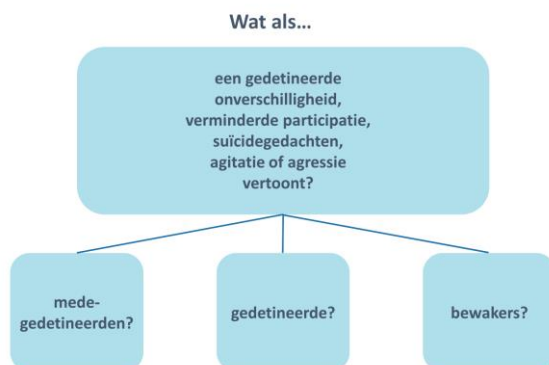 Wat als...
een gedetineerde
onverschilligheid,
verminderde participatie,
suïcidegedachten,
agitatie of agressie
vertoont?
mede-
gedetineerden?
gedetineerde?
bewakers?